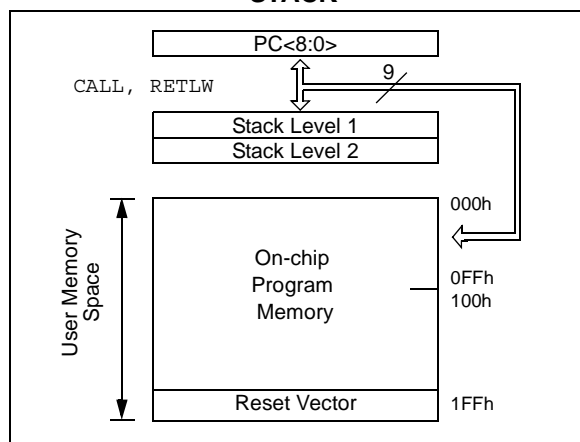 STACK
PC<8:0>
9
CALL, RETLW
Stack Level 1
Stack Level 2
000h
User Memory
Space
On-chip
Program
Memory
0FFh
100h
Reset Vector
1FFh